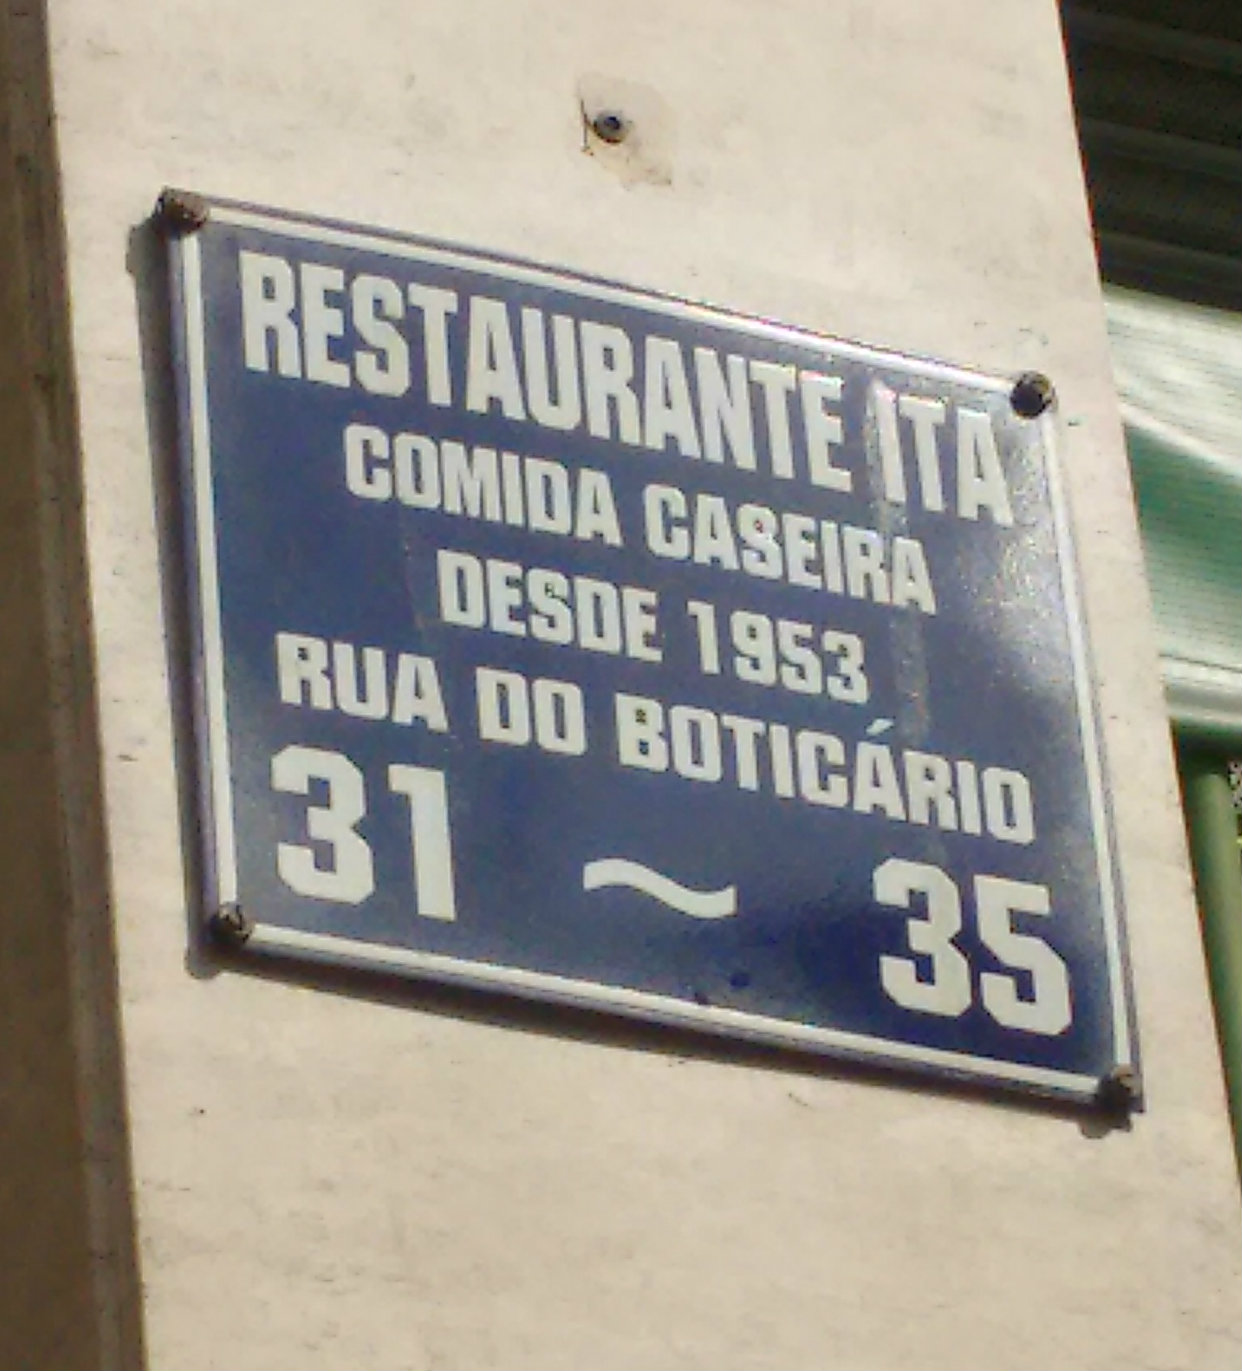 RESTAURANTE ITA
COMIDA CASEIRA
DESDE 1953
RUA DO BOTICÁRIO
31 ~ 35